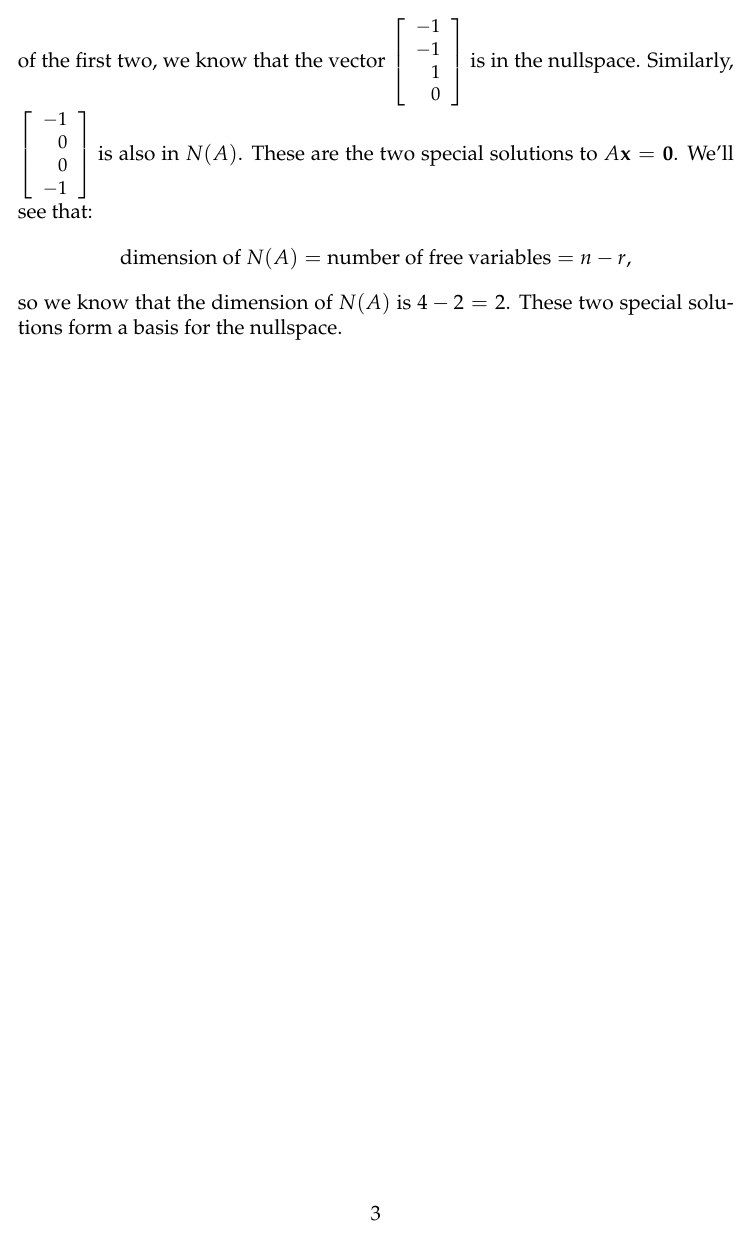 of the first two, we know that the vector [ −1 −1 1 0 ] is in the nullspace. Similarly,
[ −1 0 0 −1 ] is also in N(A). These are the two special solutions to Ax = 0. We'll
see that:
dimension of N(A) = number of free variables = n − r,
so we know that the dimension of N(A) is 4 − 2 = 2. These two special solu-
tions form a basis for the nullspace.
3